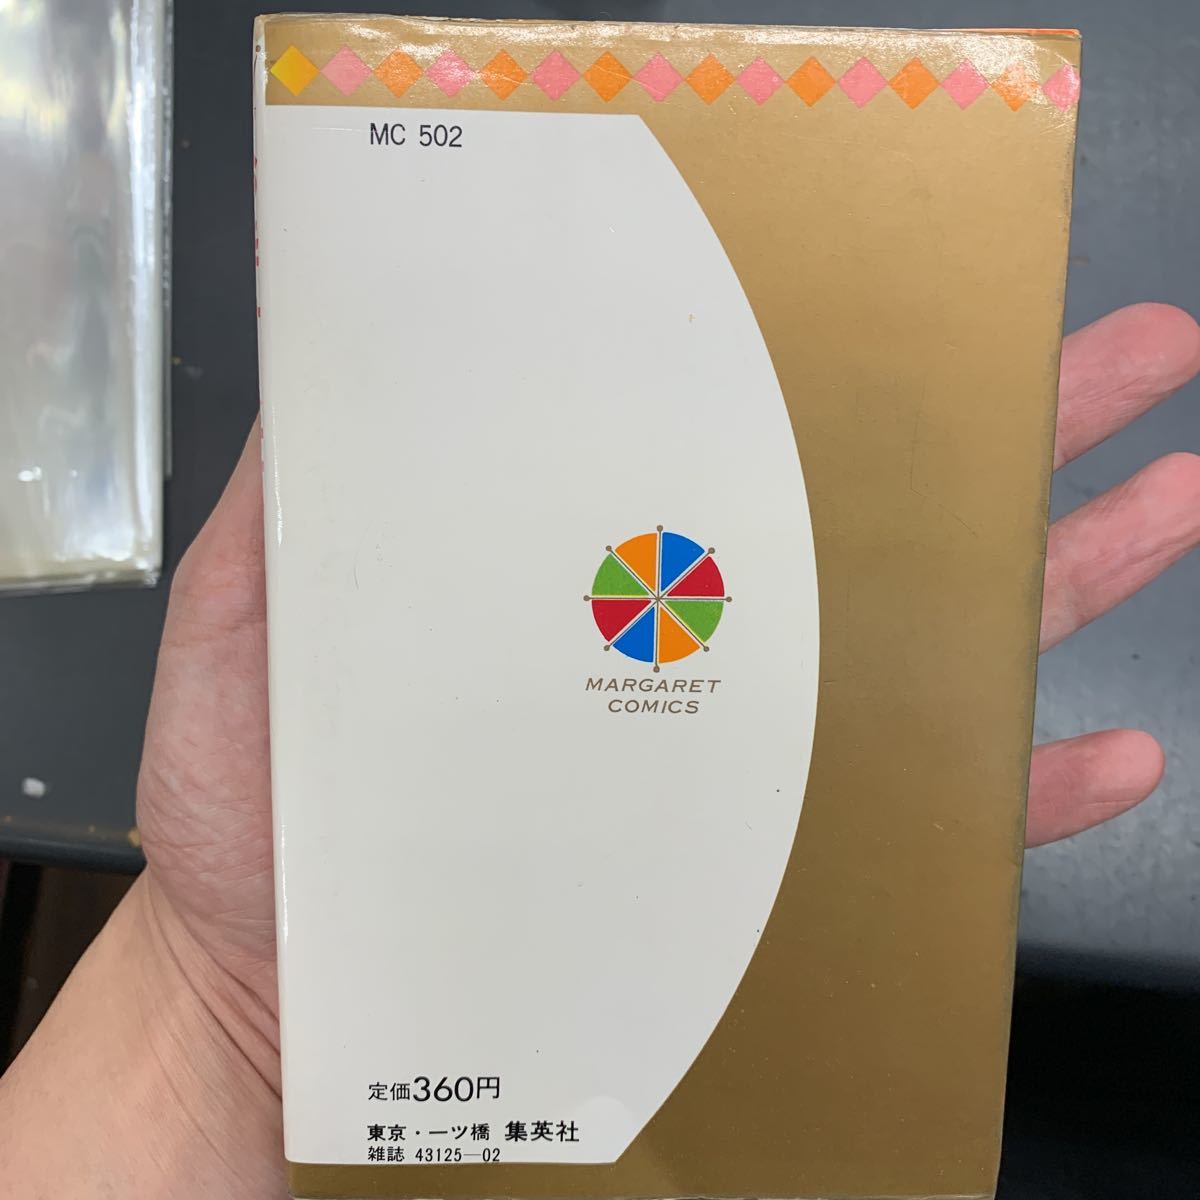 MC 502
MARGARET
COMICS
定価360円
東京・一ツ橋 集英社
雑誌 43125—02